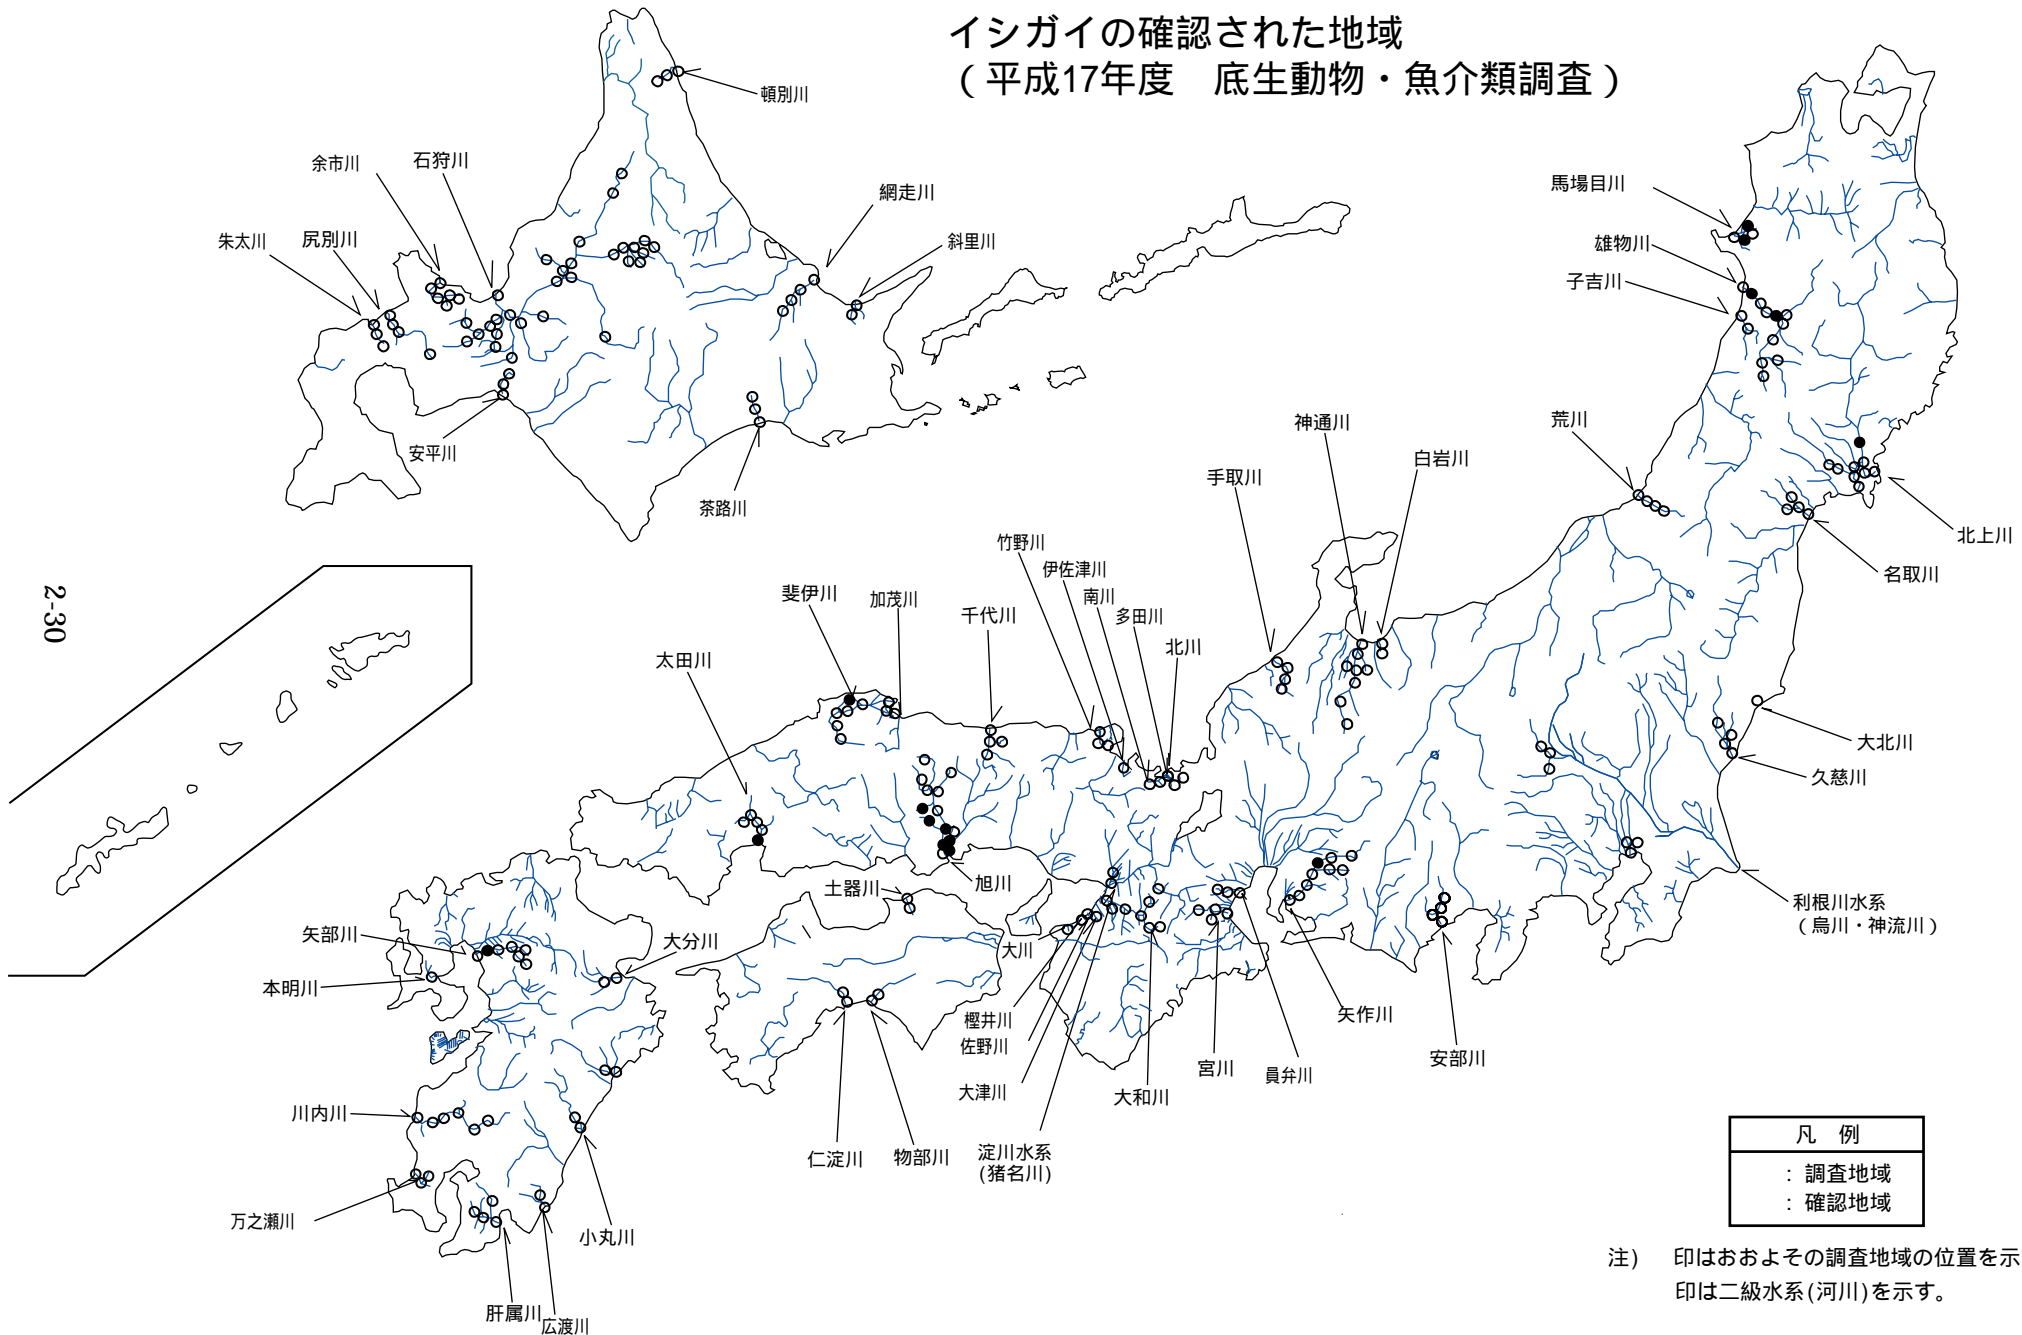 イシガイの確認された地域
（平成17年度　底生動物・魚介類調査）
頓別川
余市川
石狩川
網走川
朱太川
尻別川
斜里川
安平川
茶路川
馬場目川
雄物川
子吉川
荒川
神通川
白岩川
手取川
北上川
名取川
竹野川
伊佐津川
南川
多田川
北川
斐伊川
加茂川
千代川
太田川
2-30
大北川
久慈川
旭川
土器川
利根川水系
（烏川・神流川）
矢部川
大分川
大川
本明川
樫井川
佐野川
矢作川
安部川
宮川
員弁川
大津川
大和川
川内川
仁淀川
物部川
淀川水系
(猪名川)
万之瀬川
小丸川
肝属川
広渡川
凡　例
：調査地域
：確認地域
注)　印はおおよその調査地域の位置を示
印は二級水系(河川)を示す。